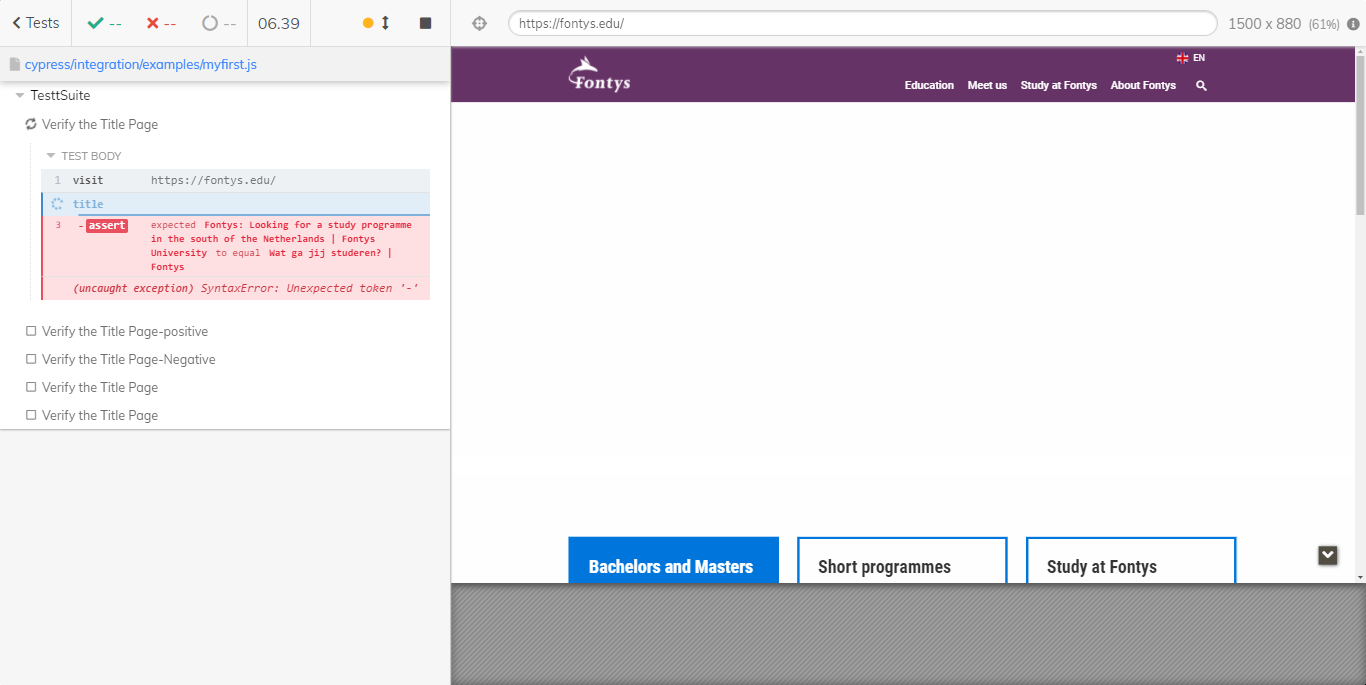 Tests
--
--
--
06.39
https://fontys.edu/
1500 x 880 (61%)
cypress/integration/examples/myfirst.js
TesttSuite
Verify the Title Page
TEST BODY
1 visit https://fontys.edu/
title
3 -assert expected Fontys: Looking for a study programme
in the south of the Netherlands | Fontys
University to equal Wat ga jij studeren? |
Fontys
(uncaught exception) SyntaxError: Unexpected token '-'
Verify the Title Page-positive
Verify the Title Page-Negative
Verify the Title Page
Verify the Title Page
EN
Fontys
Education Meet us Study at Fontys About Fontys
Bachelors and Masters Short programmes Study at Fontys